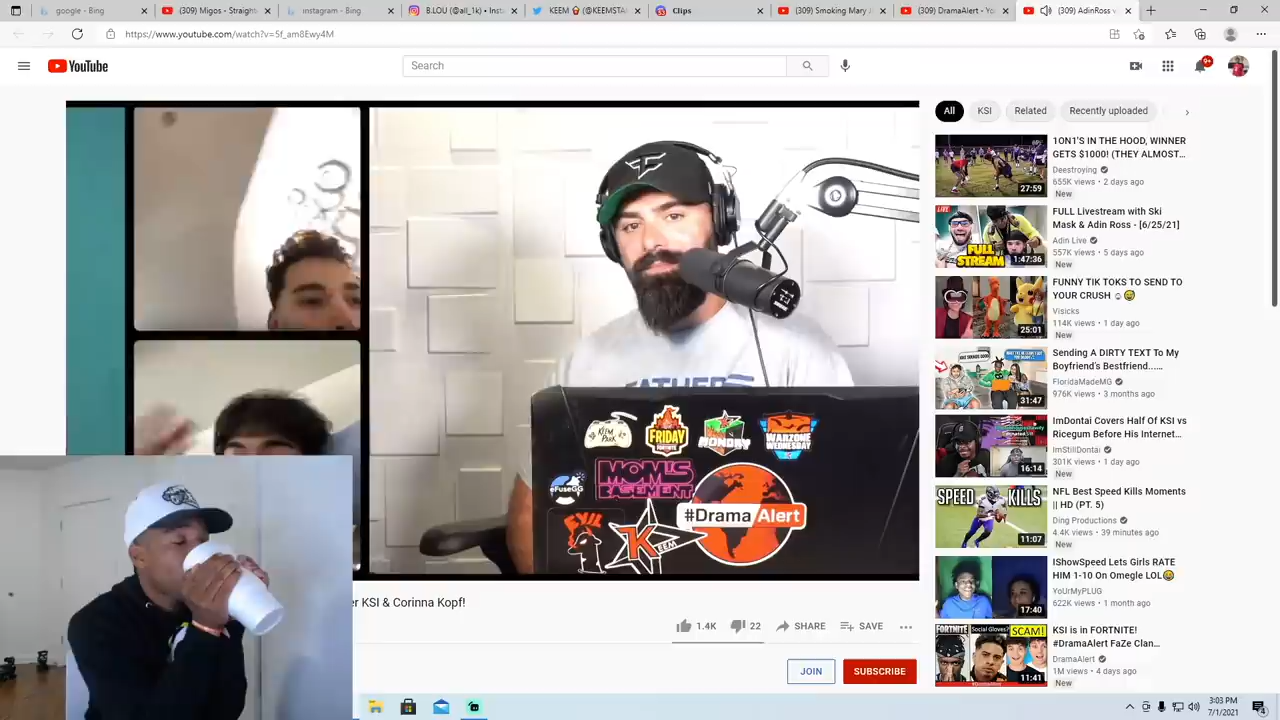 google - Bing
(309) Migos - Straight
instagram - Bing
B.LOU (@all_1k) • Inst
KEEM 🍿 (@KEEMSTA
Clips
(309) Smoking Mary J
(309) DramaAlert - Yo
(309) AdinRoss v
https://www.youtube.com/watch?v=5f_am8Ewy4M
YouTube
Search
9+
All
KSI
Related
Recently uploaded
1ON1'S IN THE HOOD, WINNER
GETS $1000! (THEY ALMOST…
Deestroying
655K views • 2 days ago
New
27:59
LIVE
FULL
STREAM
1:47:36
FULL Livestream with Ski
Mask & Adin Ross - [6/25/21]
Adin Live
557K views • 5 days ago
New
25:01
FUNNY TIK TOKS TO SEND TO
YOUR CRUSH ☺️😅
Visicks
114K views • 1 day ago
New
31:47
Sending A DIRTY TEXT To My
Boyfriend's Bestfriend...…
FloridaMadeMG
976K views • 3 months ago
16:14
ImDontai Covers Half Of KSI vs
Ricegum Before His Internet…
ImStillDontai
301K views • 1 day ago
New
SPEED KILLS
11:07
NFL Best Speed Kills Moments
|| HD (PT. 5)
Ding Productions
4.4K views • 39 minutes ago
New
17:40
IShowSpeed Lets Girls RATE
HIM 1-10 On Omegle LOL😂
YoUrMyPLUG
622K views • 1 month ago
FORTNITE
Social Gloves?
SCAM!
11:41
KSI is in FORTNITE!
#DramaAlert FaZe Clan…
DramaAlert
1M views • 4 days ago
New
FATHER
KEEM PARK
FRIDAY
MONDAY
WARZONE
WEDNESDAY
eFuseGG
MOM'S
BASEMENT
#DramaAlert
EVIL
KEEM
er KSI & Corinna Kopf!
1.4K
22
SHARE
SAVE
JOIN
SUBSCRIBE
3:03 PM
7/1/2021